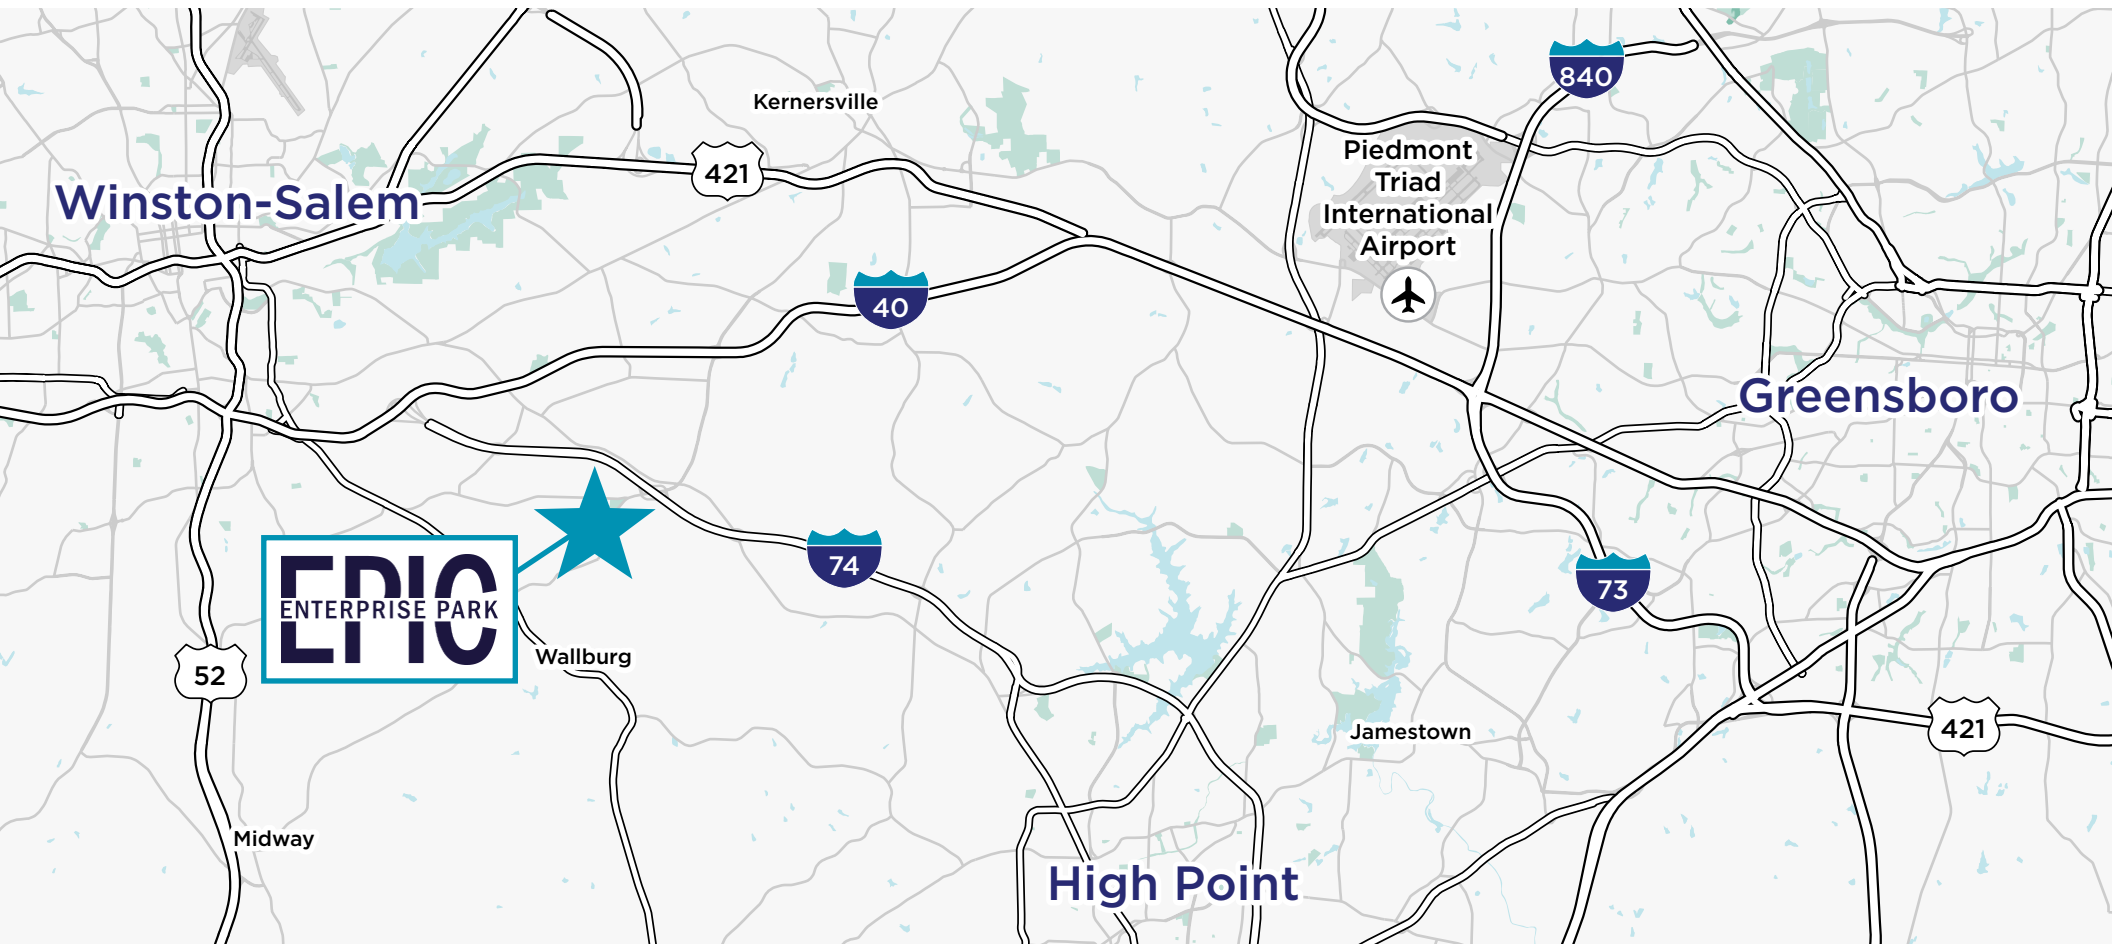 840
Kernersville
Piedmont
Triad
International
Airport
421
Winston-Salem
40
Greensboro
EPIC
ENTERPRISE PARK
74
73
Wallburg
52
421
Jamestown
Midway
High Point